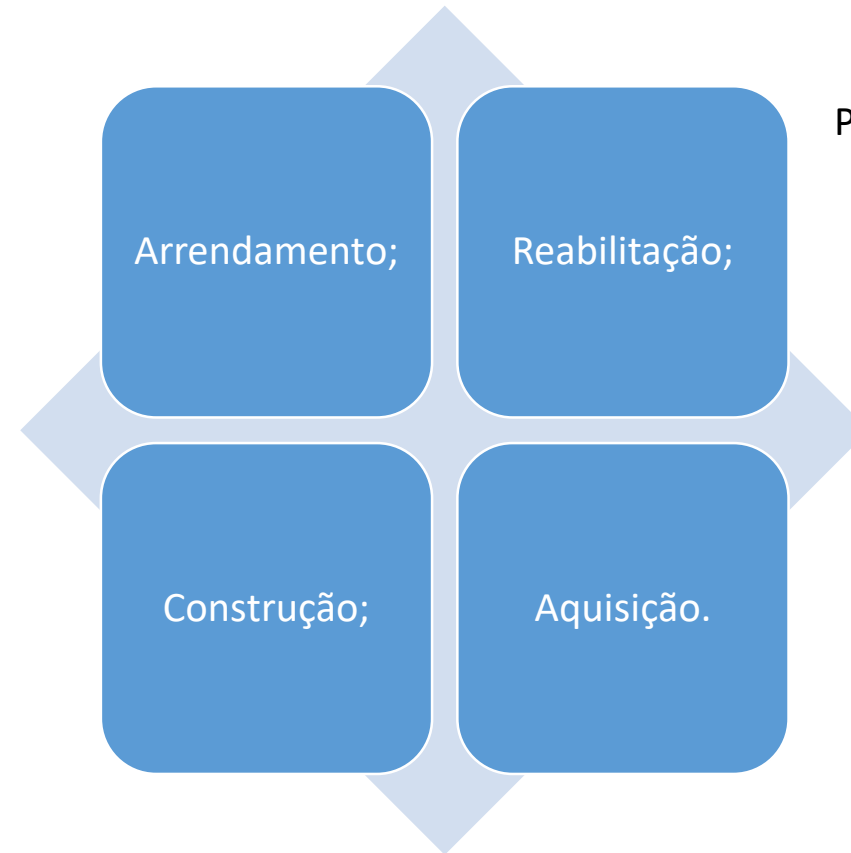 P
Arrendamento;
Reabilitação;
Construção;
Aquisição.